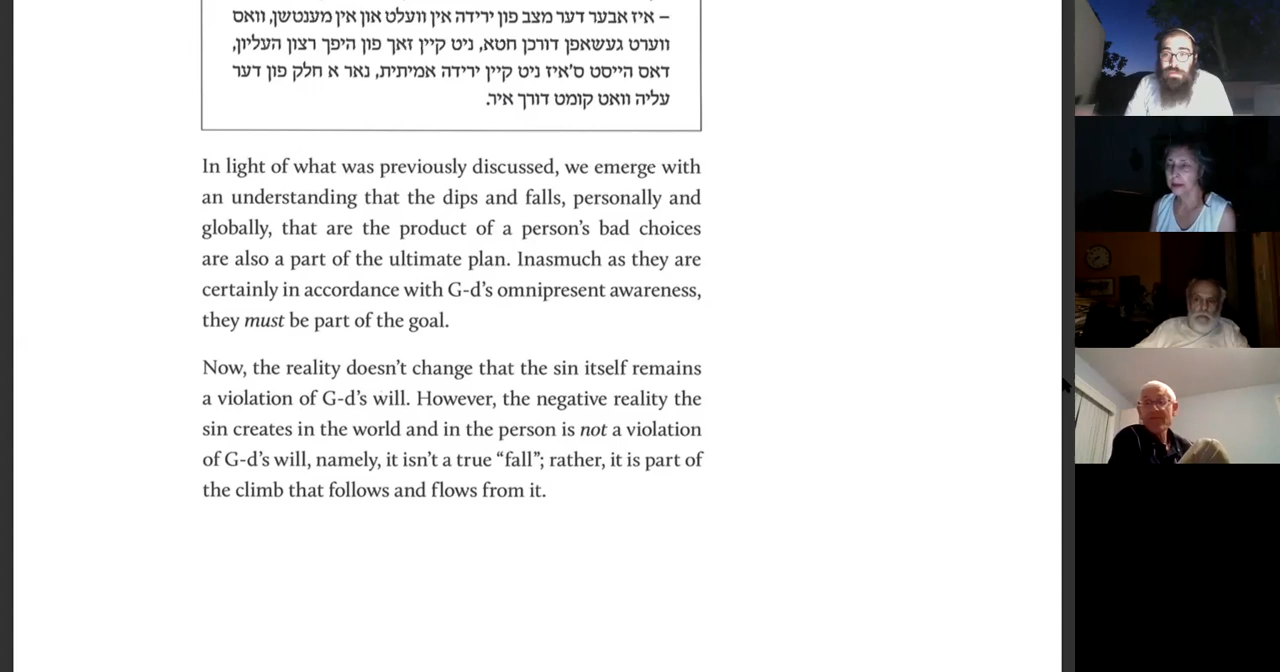 – איז אבער דער מצב פון ירידה אין וועלט און אין מענטשן, וואס
ווערט געשאפן דורכן חטא, ניט קיין זאך פון היפך רצון העליון,
דאס הייסט ס'איז ניט קיין ירידה אמיתית, נאר א חלק פון דער
עליה וואט קומט דורך איר.
In light of what was previously discussed, we emerge with
an understanding that the dips and falls, personally and
globally, that are the product of a person’s bad choices
are also a part of the ultimate plan. Inasmuch as they are
certainly in accordance with G-d’s omnipresent awareness,
they must be part of the goal.
Now, the reality doesn’t change that the sin itself remains
a violation of G-d’s will. However, the negative reality the
sin creates in the world and in the person is not a violation
of G-d’s will, namely, it isn’t a true “fall”; rather, it is part of
the climb that follows and flows from it.